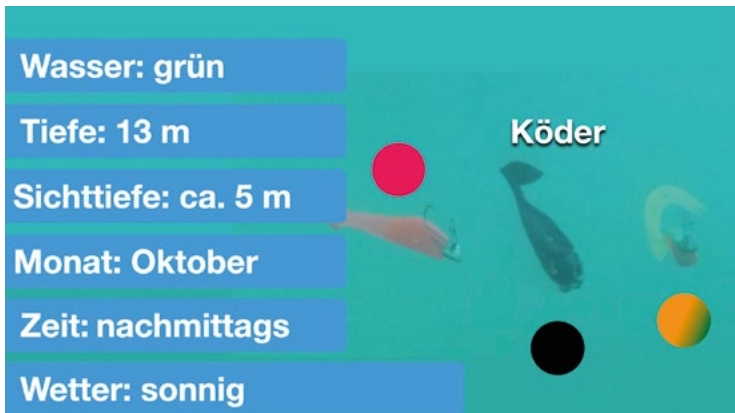 Wasser: grün
Tiefe: 13 m
Köder
Sichttiefe: ca. 5 m
Monat: Oktober
Zeit: nachmittags
Wetter: sonnig